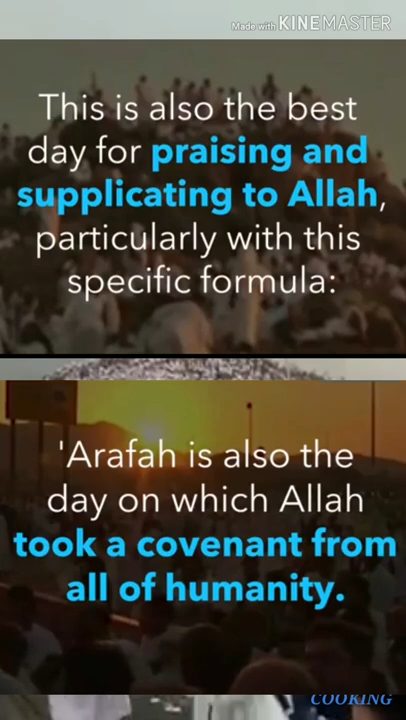 Made with KINEMASTER
This is also the best
day for praising and
supplicating to Allah,
particularly with this
specific formula:
'Arafah is also the
day on which Allah
took a covenant from
all of humanity.
COOKING